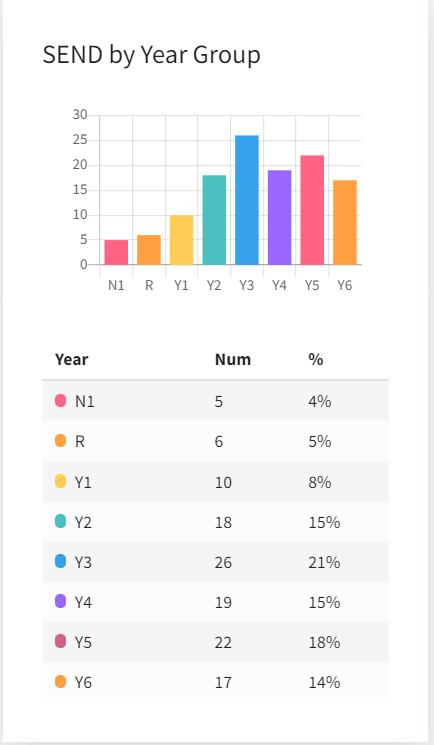 SEND by Year Group
30
25
20
15
10
5
0
N1 R Y1 Y2 Y3 Y4 Y5 Y6
Year Num %
N1 5 4%
R 6 5%
Y1 10 8%
Y2 18 15%
Y3 26 21%
Y4 19 15%
Y5 22 18%
Y6 17 14%